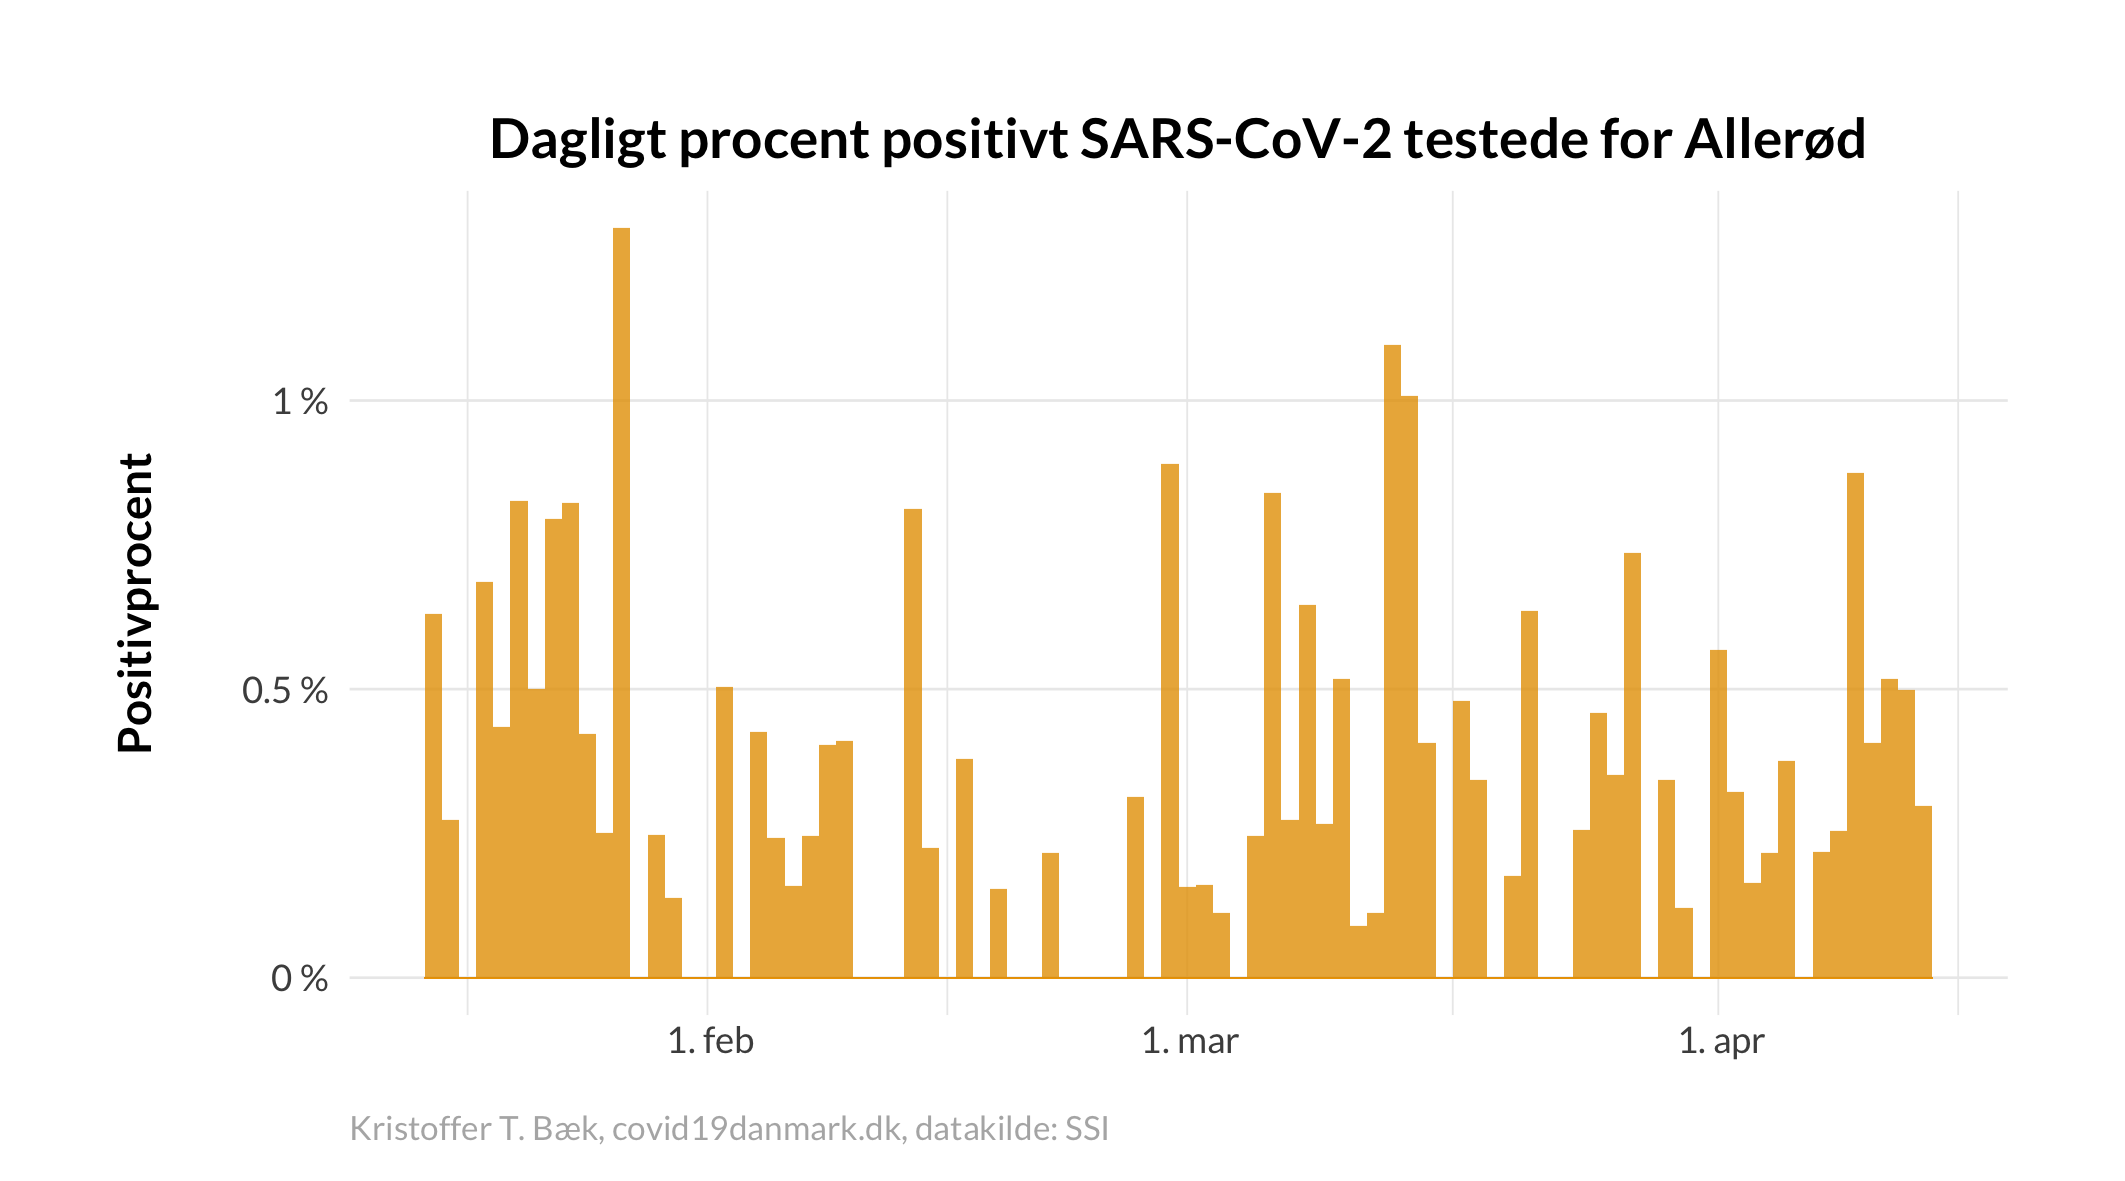 Dagligt procent positivt SARS-CoV-2 testede for Allerød
Positivprocent
1 %
0.5 %
0 %
1. feb
1. mar
1. apr
Kristoffer T. Bæk, covid19danmark.dk, datakilde: SSI